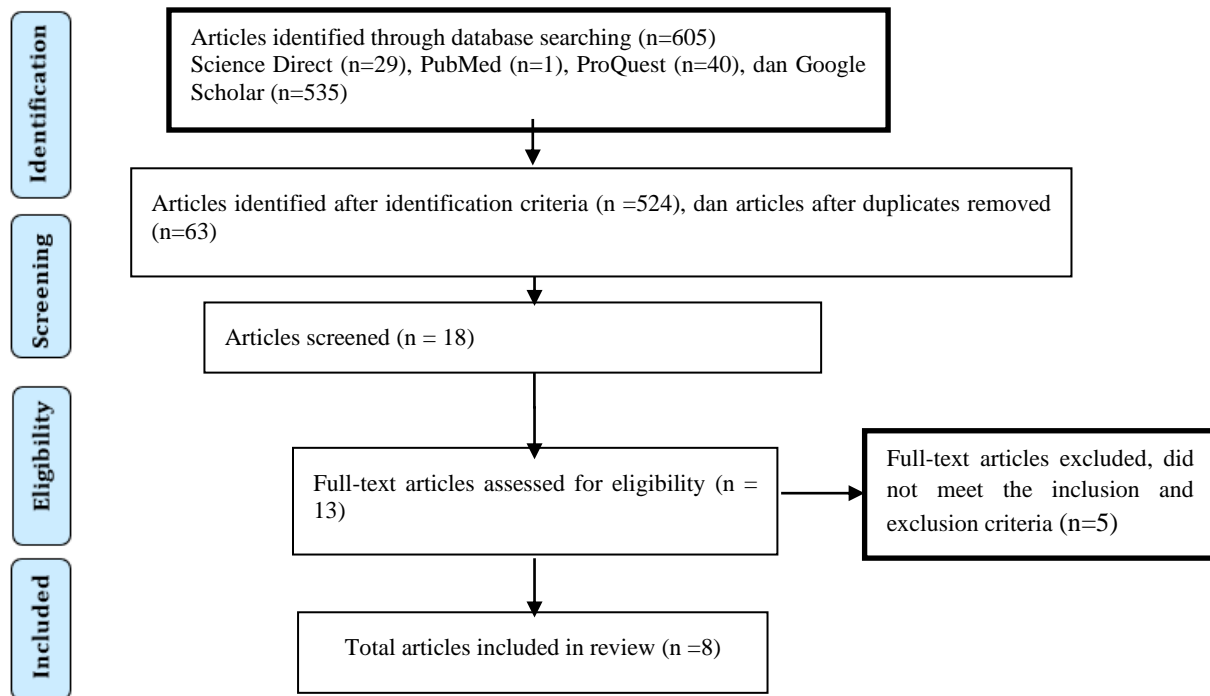 Identification
Articles identified through database searching (n=605)
Science Direct (n=29), PubMed (n=1), ProQuest (n=40), dan Google
Scholar (n=535)
Articles identified after identification criteria (n =524), dan articles after duplicates removed
(n=63)
Screening
Articles screened (n = 18)
Eligibility
Full-text articles assessed for eligibility (n =
13)
Full-text articles excluded, did
not meet the inclusion and
exclusion criteria (n=5)
Included
Total articles included in review (n =8)